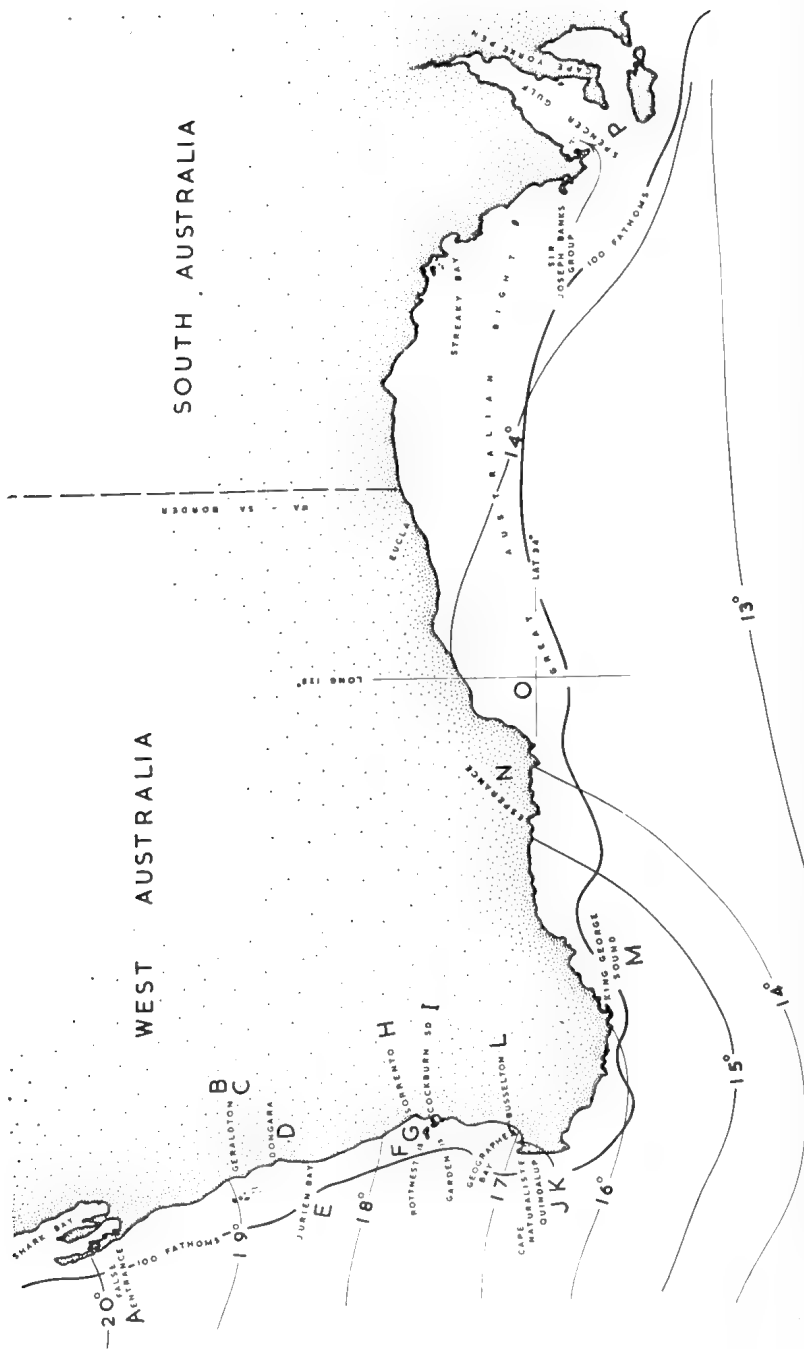 WEST AUSTRALIA
SOUTH AUSTRALIA
SHARK BAY
FALSE
ENTRANCE
A
20°
100 FATHOMS
19°
GERALDTON
B
C
DONGARA
D
JURIEN BAY
E
18°
SORRENTO
H
F
G
ROTTNEST IS
COCKBURN SD
I
GARDEN IS
GEOGRAPHE
BAY
BUSSELTON
L
17°
CAPE
NATURALISTE
QUINDALUP
J
K
16°
15°
14°
13°
KING GEORGE
SOUND
M
ESPERANCE
N
O
LONG 123°
LAT 34°
EUCLA
WA - SA BORDER
GREAT AUSTRALIAN BIGHT
14°
STREAKY BAY
SIR
JOSEPH BANKS
GROUP
100 FATHOMS
SPENCER GULF
CAPE YORKE PEN
P